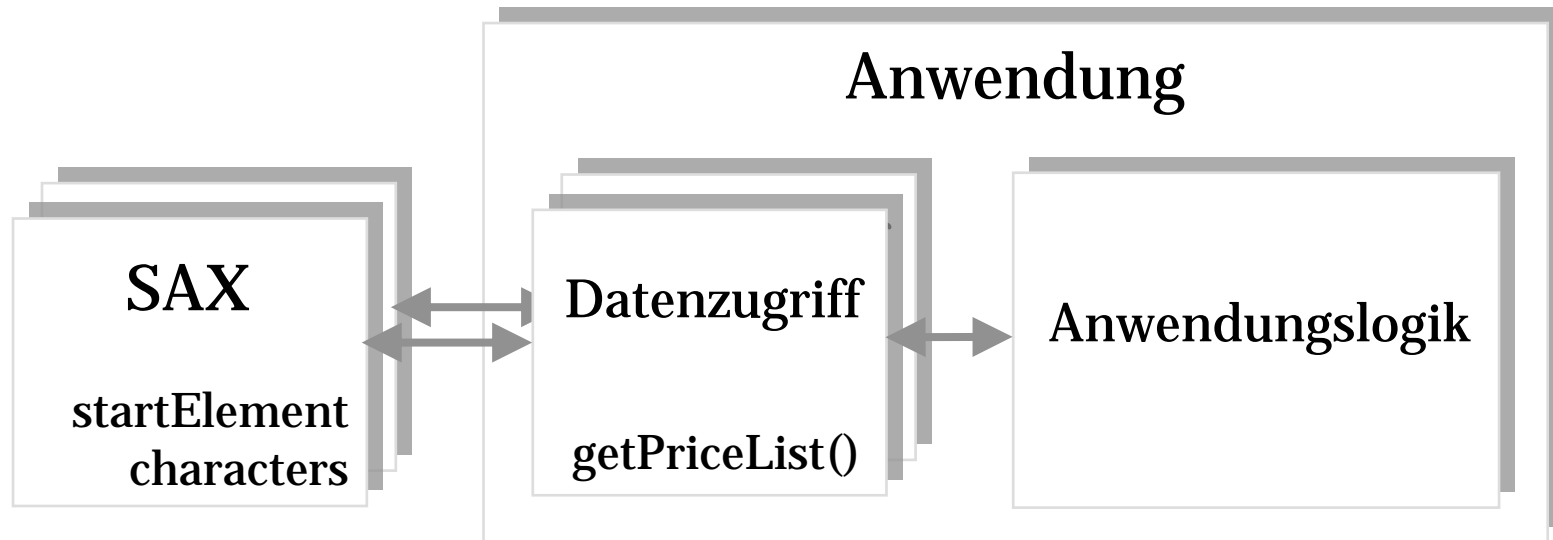 Anwendung
SAX
startElement
characters
Datenzugriff
getPriceList()
Anwendungslogik